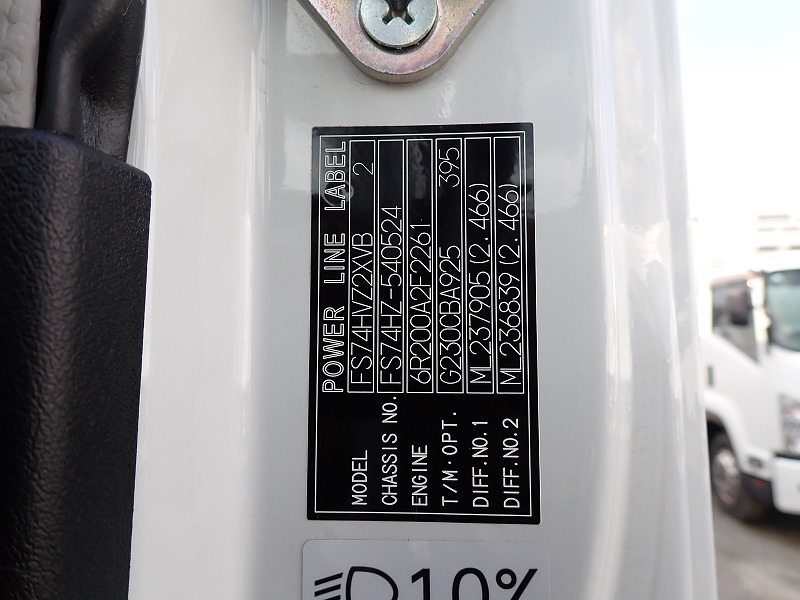 POWER LINE LABEL
MODEL FS74HVZ2XVB 2
CHASSIS NO. FS74HZ-540524
ENGINE 6R200A2F2261
T/M·OPT. G230CBA925 395
DIFF.NO.1 ML237905(2.466)
DIFF.NO.2 ML236839(2.466)
10%